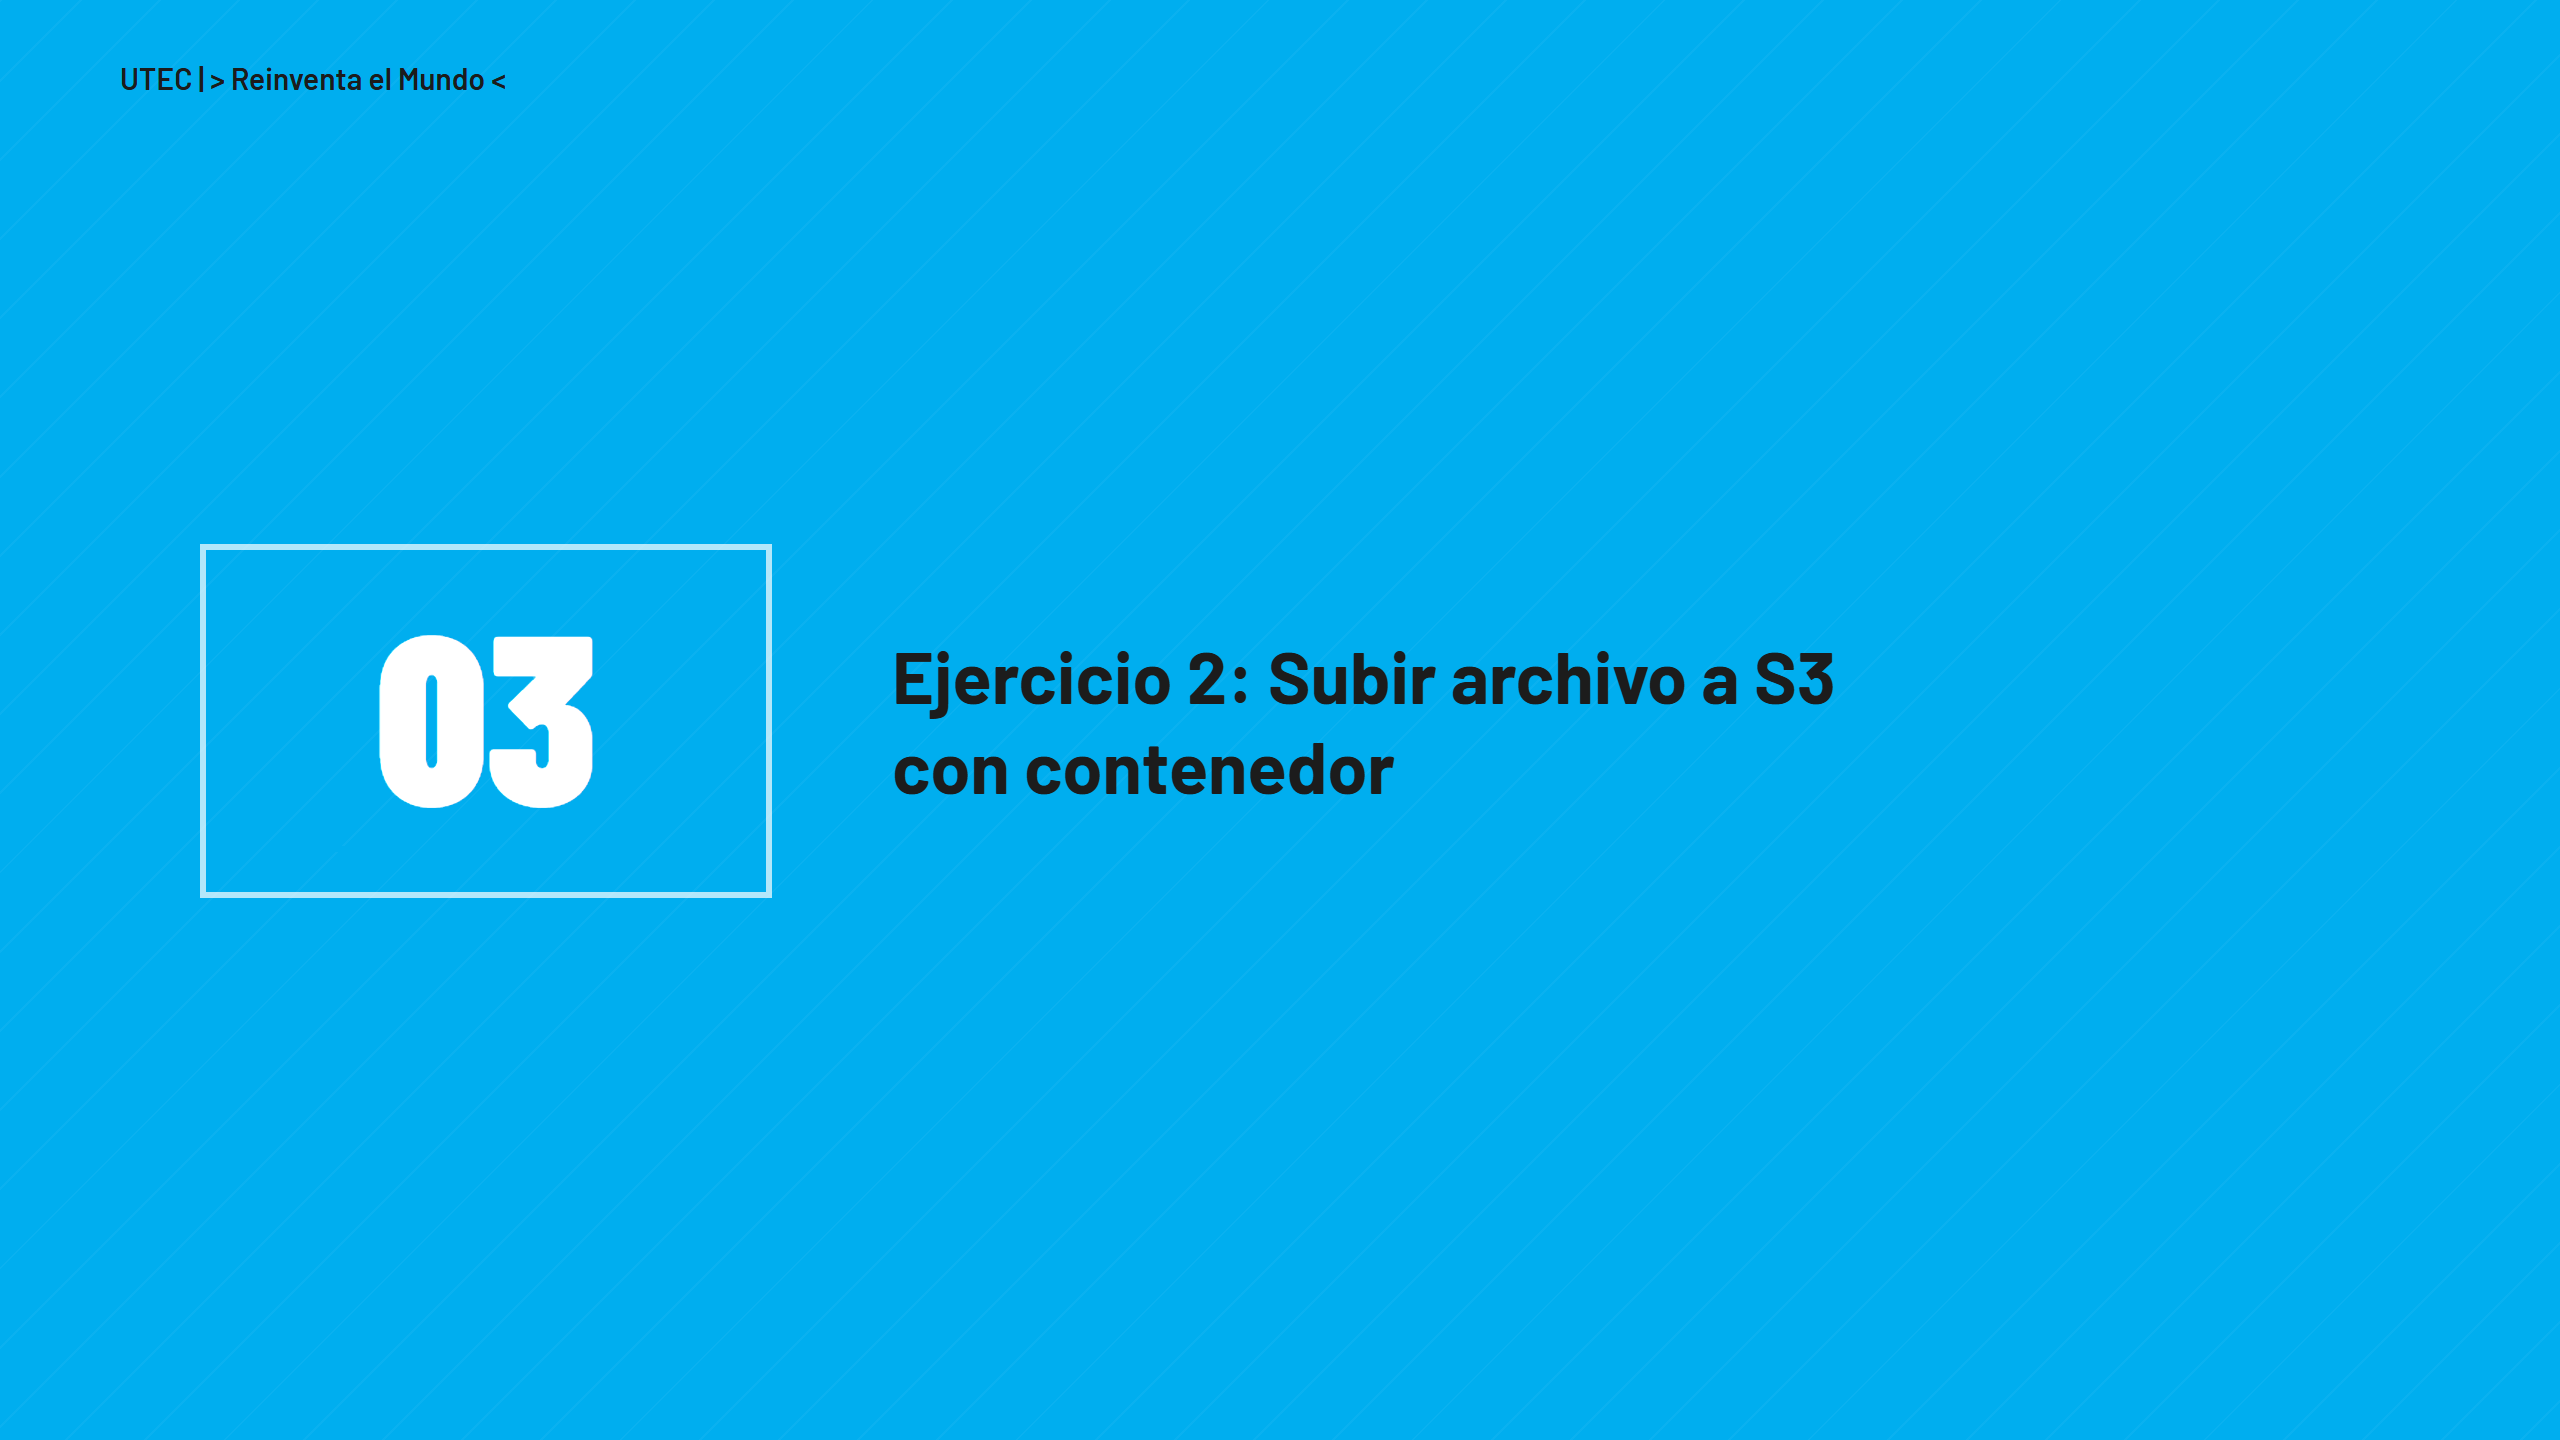 UTEC | > Reinventa el Mundo <
03
Ejercicio 2: Subir archivo a S3
con contenedor